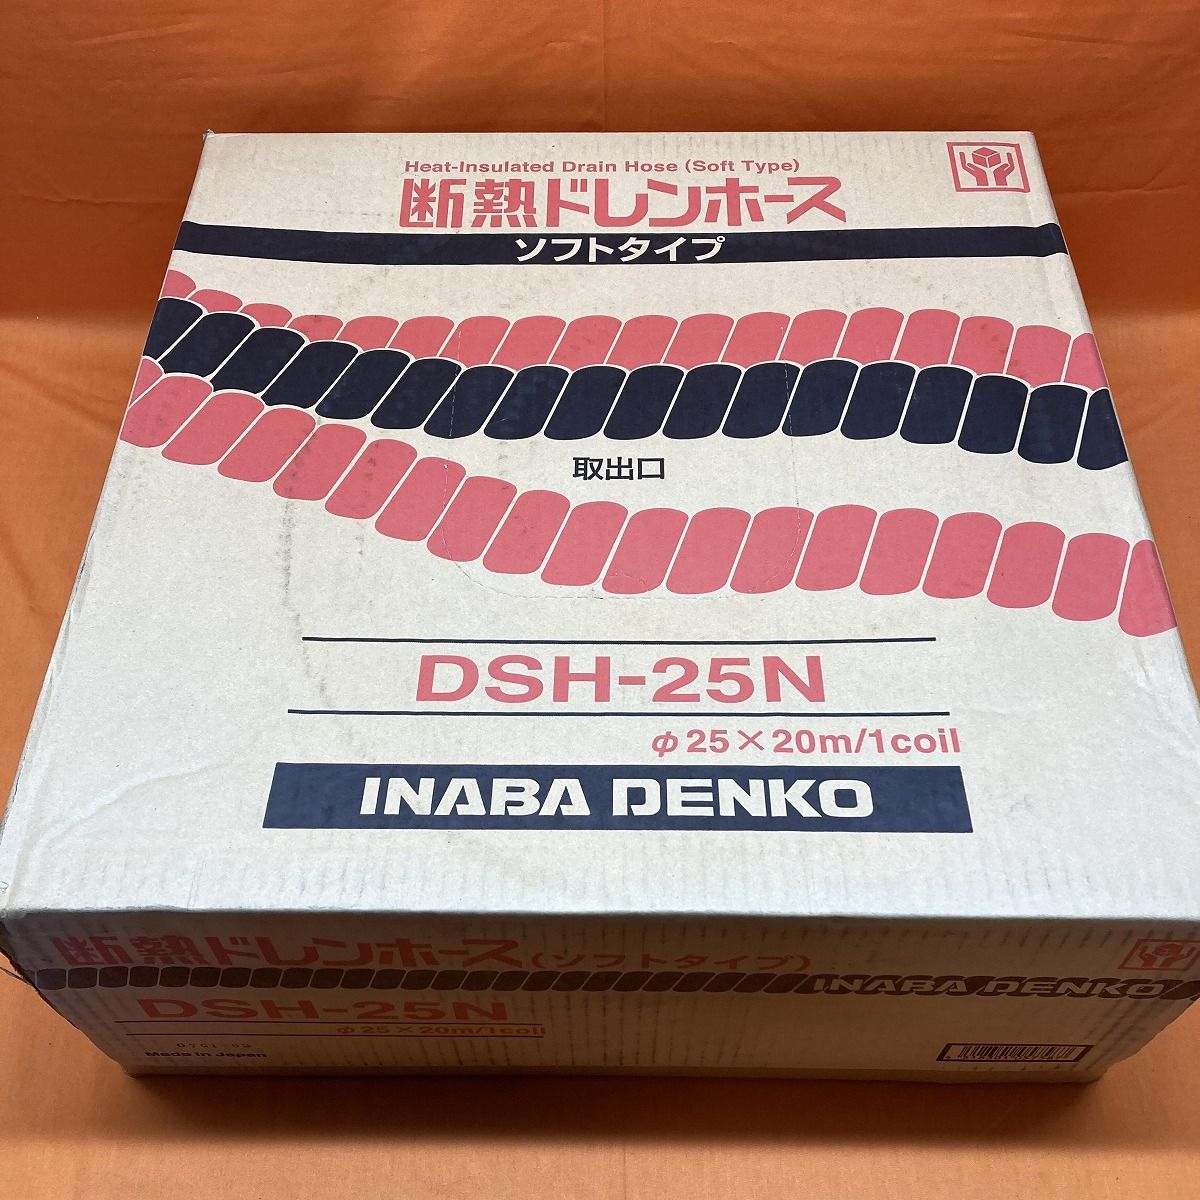 Heat-Insulated Drain Hose (Soft Type)
断熱ドレンホース
ソフトタイプ
取出口
DSH-25N
φ25×20m/1coil
INABA DENKO
断熱ドレンホース(ソフトタイプ)
INABA DENKO
DSH-25N
φ25×20m/1coil
Made in Japan